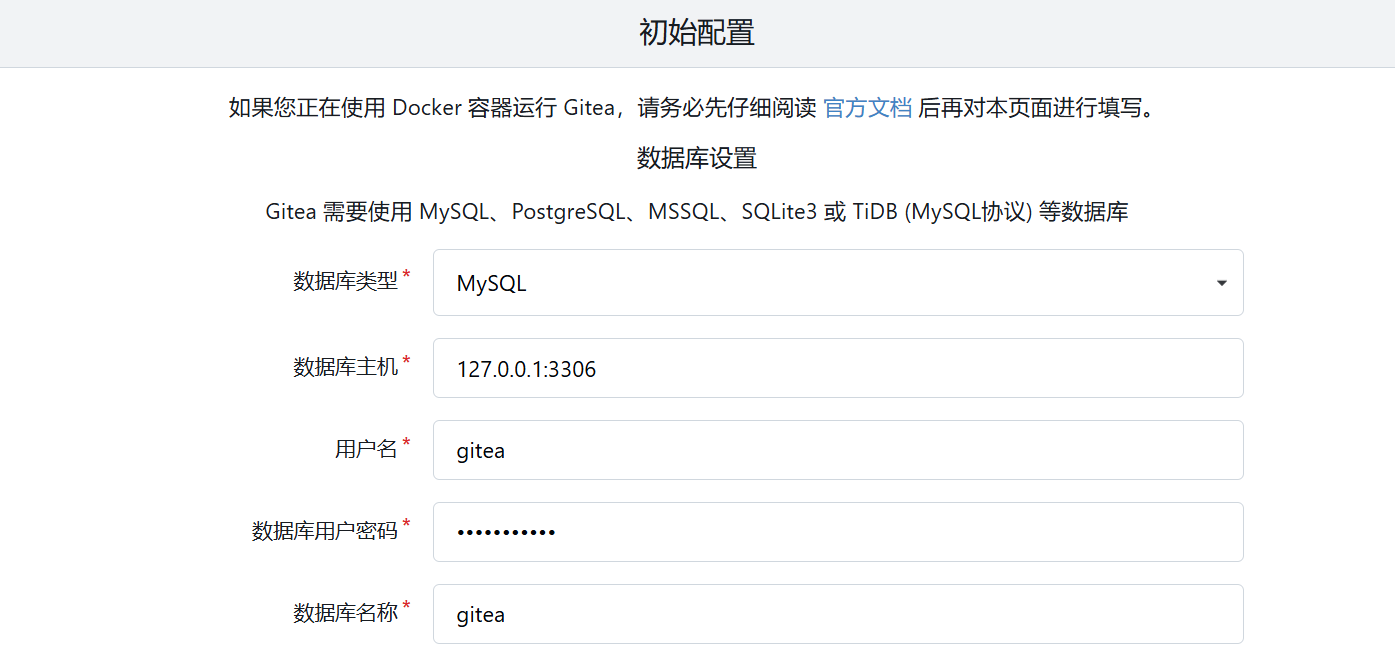 初始配置
如果您正在使用 Docker 容器运行 Gitea，请务必先仔细阅读 官方文档 后再对本页面进行填写。
数据库设置
Gitea 需要使用 MySQL、PostgreSQL、MSSQL、SQLite3 或 TiDB (MySQL协议) 等数据库
数据库类型* MySQL
数据库主机* 127.0.0.1:3306
用户名* gitea
数据库用户密码* •••••••••••
数据库名称* gitea